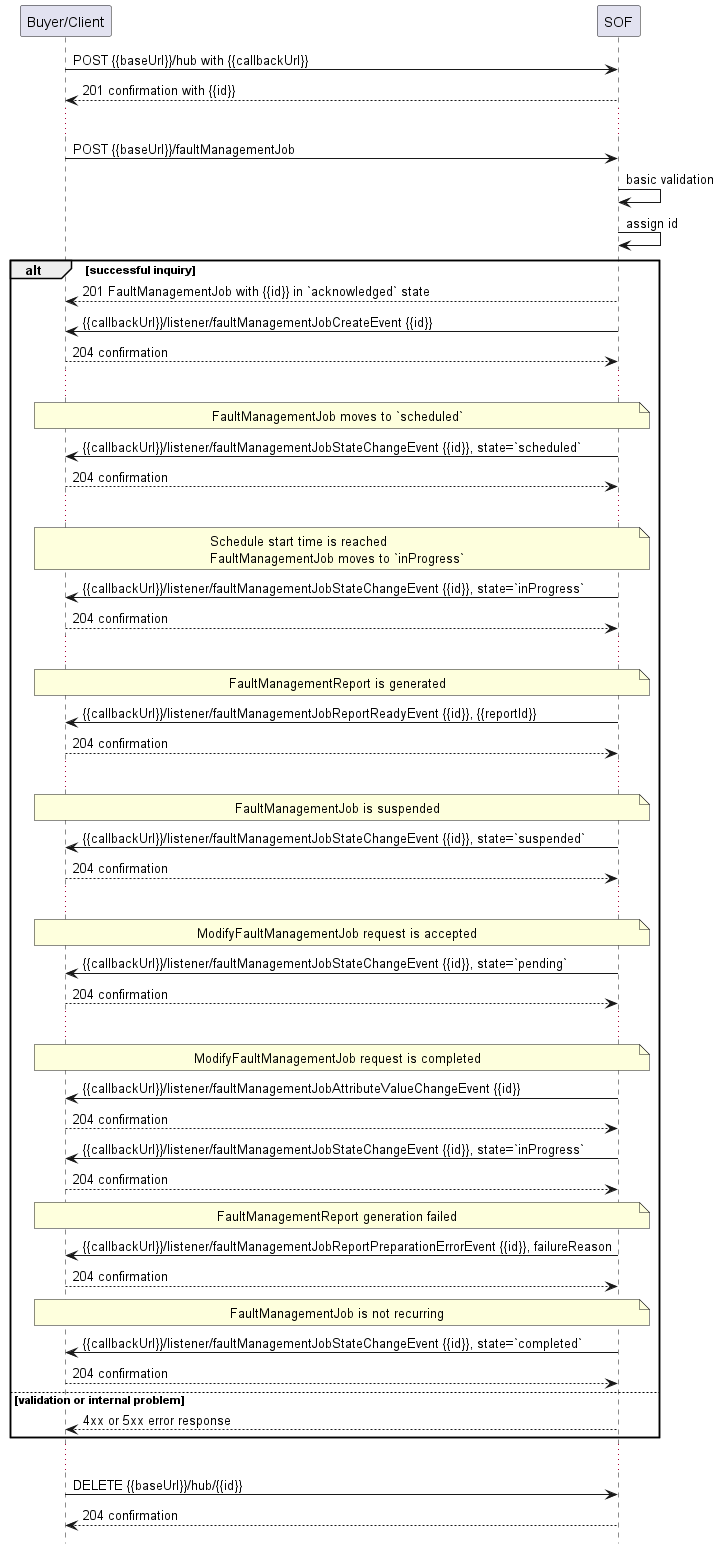 Buyer/Client
SOF
POST {{baseUrl}}/hub with {{callbackUrl}}
201 confirmation with {{id}}
POST {{baseUrl}}/faultManagementJob
basic validation
assign id
alt
[successful inquiry]
201 FaultManagementJob with {{id}} in `acknowledged` state
{{callbackUrl}}/listener/faultManagementJobCreateEvent {{id}}
204 confirmation
FaultManagementJob moves to `scheduled`
{{callbackUrl}}/listener/faultManagementJobStateChangeEvent {{id}}, state=`scheduled`
204 confirmation
Schedule start time is reached
FaultManagementJob moves to `inProgress`
{{callbackUrl}}/listener/faultManagementJobStateChangeEvent {{id}}, state=`inProgress`
204 confirmation
FaultManagementReport is generated
{{callbackUrl}}/listener/faultManagementJobReportReadyEvent {{id}}, {{reportId}}
204 confirmation
FaultManagementJob is suspended
{{callbackUrl}}/listener/faultManagementJobStateChangeEvent {{id}}, state=`suspended`
204 confirmation
ModifyFaultManagementJob request is accepted
{{callbackUrl}}/listener/faultManagementJobStateChangeEvent {{id}}, state=`pending`
204 confirmation
ModifyFaultManagementJob request is completed
{{callbackUrl}}/listener/faultManagementJobAttributeValueChangeEvent {{id}}
204 confirmation
{{callbackUrl}}/listener/faultManagementJobStateChangeEvent {{id}}, state=`inProgress`
204 confirmation
FaultManagementReport generation failed
{{callbackUrl}}/listener/faultManagementJobReportPreparationErrorEvent {{id}}, failureReason
204 confirmation
FaultManagementJob is not recurring
{{callbackUrl}}/listener/faultManagementJobStateChangeEvent {{id}}, state=`completed`
204 confirmation
[validation or internal problem]
4xx or 5xx error response
DELETE {{baseUrl}}/hub/{{id}}
204 confirmation